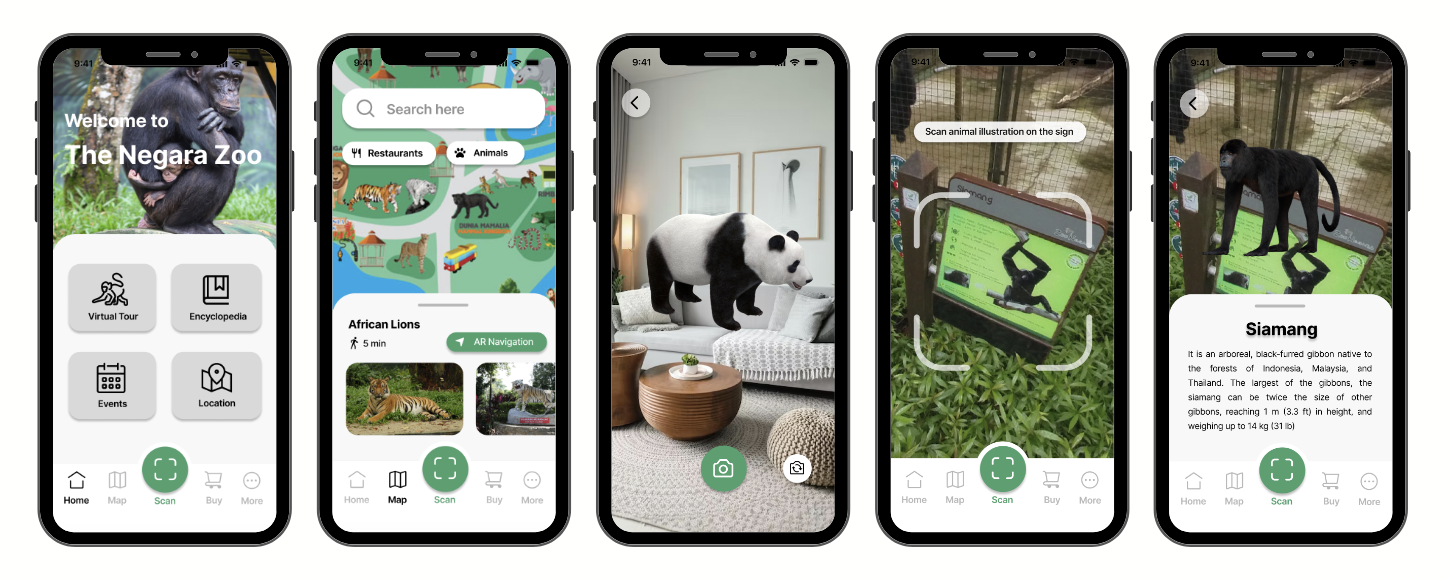 9:41
Welcome to
The Negara Zoo
Virtual Tour
Encyclopedia
Events
Location
Home
Map
Scan
Buy
More
9:41
Search here
Restaurants
Animals
DUNIA MAMALIA
African Lions
5 min
AR Navigation
Home
Map
Scan
Buy
More
9:41
9:41
Scan animal illustration on the sign
Siamang
Home
Map
Scan
Buy
More
9:41
Siamang
It is an arboreal, black-furred gibbon native to
the forests of Indonesia, Malaysia, and
Thailand. The largest of the gibbons, the
siamang can be twice the size of other
gibbons, reaching 1 m (3.3 ft) in height, and
weighing up to 14 kg (31 lb)
Home
Map
Scan
Buy
More